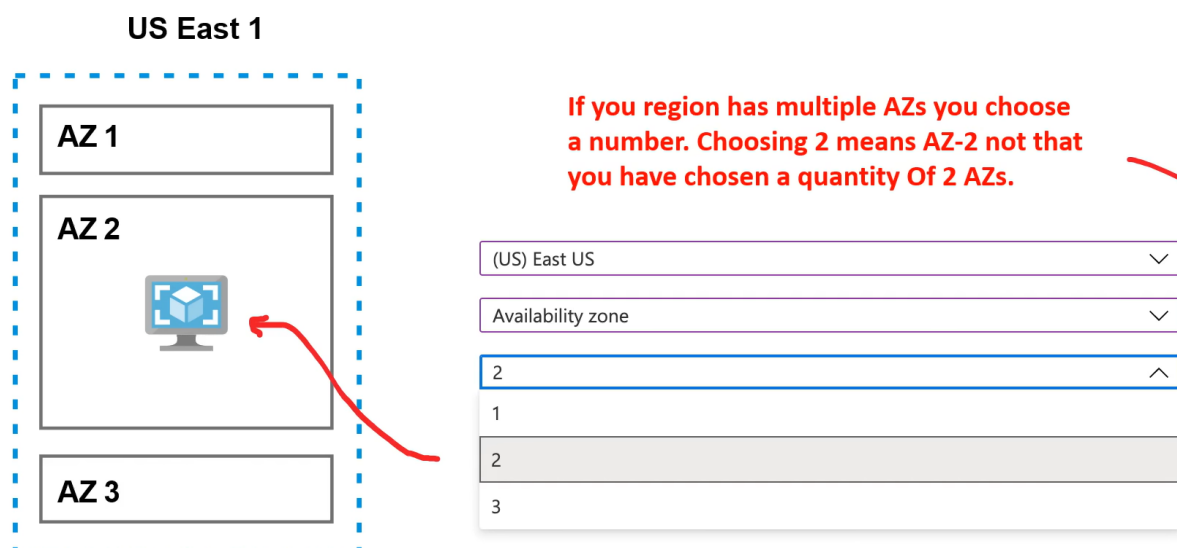 US East 1
AZ 1
AZ 2
AZ 3
If you region has multiple AZs you choose
a number. Choosing 2 means AZ-2 not that
you have chosen a quantity Of 2 AZs.
(US) East US
Availability zone
2
1
2
3